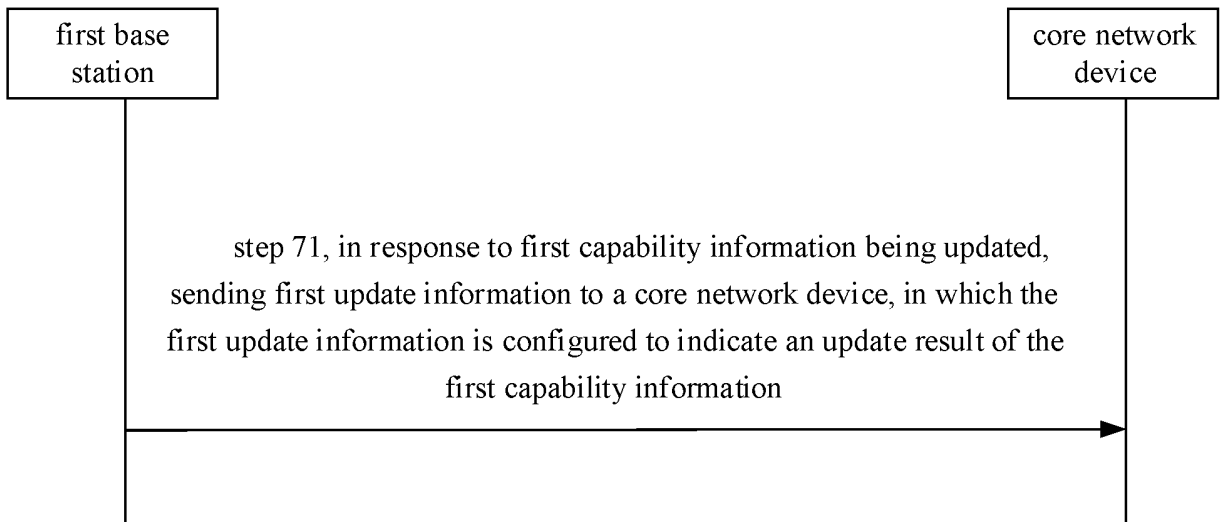 first base
station
core network
device
step 71, in response to first capability information being updated,
sending first update information to a core network device, in which the
first update information is configured to indicate an update result of the
first capability information